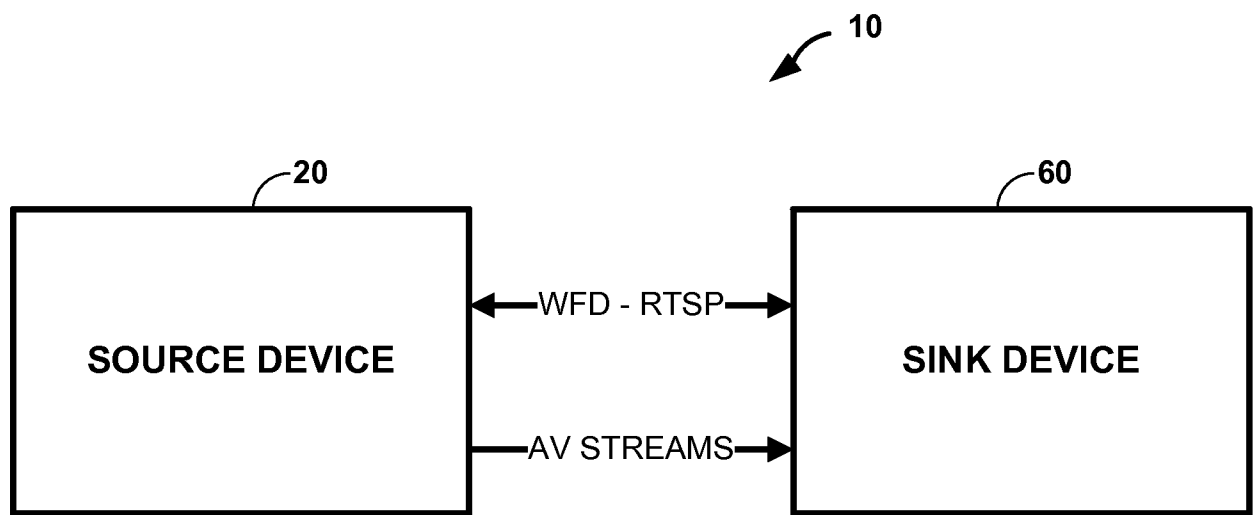 10
20
60
WFD - RTSP
SOURCE DEVICE
SINK DEVICE
AV STREAMS